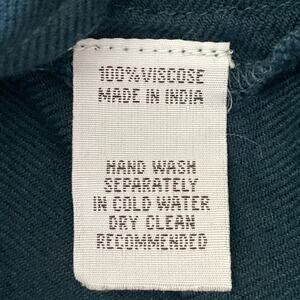 100%VISCOSE
MADE IN INDIA
HAND WASH
SEPARATELY
IN COLD WATER
DRY CLEAN
RECOMMENDED